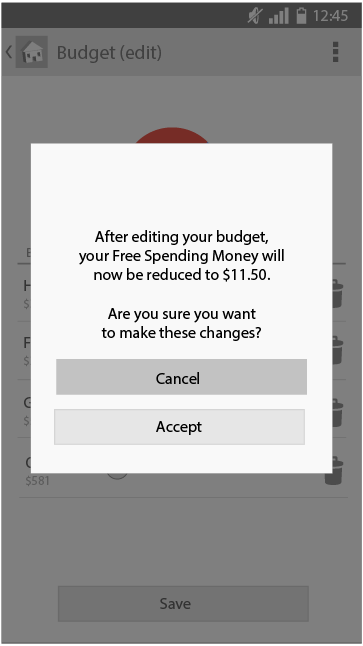 12:45
Budget (edit)
After editing your budget,
your Free Spending Money will
now be reduced to $11.50.
Are you sure you want
to make these changes?
Cancel
Accept
$581
Save